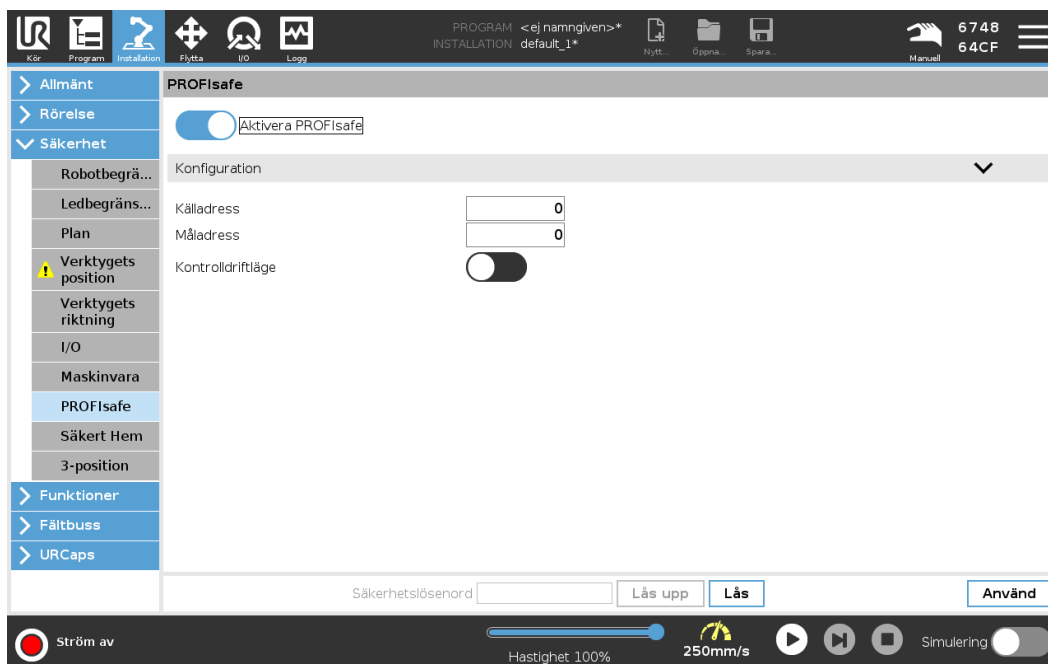 UR
PROGRAM <ej namngiven>*
INSTALLATION default_1*
Kör
Program
Installation
Flytta
I/O
Logg
Nytt...
Öppna...
Spara...
Manuell
6748
64CF
Allmänt
Rörelse
Säkerhet
Robotbegrä...
Ledbegräns...
Plan
Verktygets
position
Verktygets
riktning
I/O
Maskinvara
PROFIsafe
Säkert Hem
3-position
Funktioner
Fältbuss
URCaps
PROFIsafe
Aktivera PROFIsafe
Konfiguration
Källadress 0
Måladress 0
Kontrolldriftläge
Säkerhetslösenord
Lås upp
Lås
Använd
Ström av
Hastighet 100%
250mm/s
Simulering